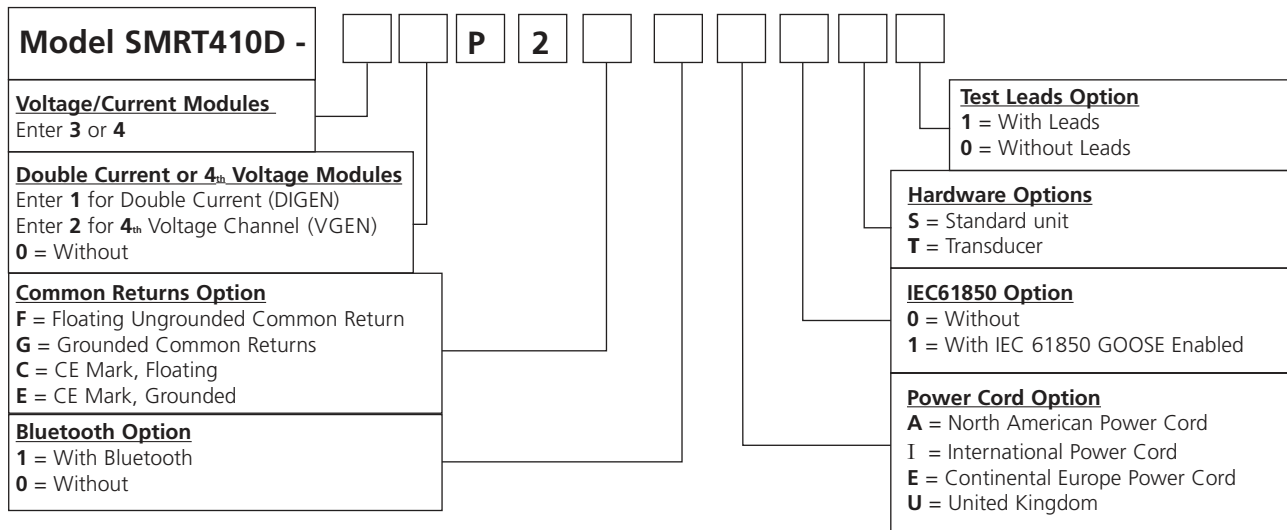 Model SMRT410D -
P 2
Voltage/Current Modules
Enter 3 or 4
Double Current or 4th Voltage Modules
Enter 1 for Double Current (DIGEN)
Enter 2 for 4th Voltage Channel (VGEN)
0 = Without
Common Returns Option
F = Floating Ungrounded Common Return
G = Grounded Common Returns
C = CE Mark, Floating
E = CE Mark, Grounded
Bluetooth Option
1 = With Bluetooth
0 = Without
Test Leads Option
1 = With Leads
0 = Without Leads
Hardware Options
S = Standard unit
T = Transducer
IEC61850 Option
0 = Without
1 = With IEC 61850 GOOSE Enabled
Power Cord Option
A = North American Power Cord
I = International Power Cord
E = Continental Europe Power Cord
U = United Kingdom